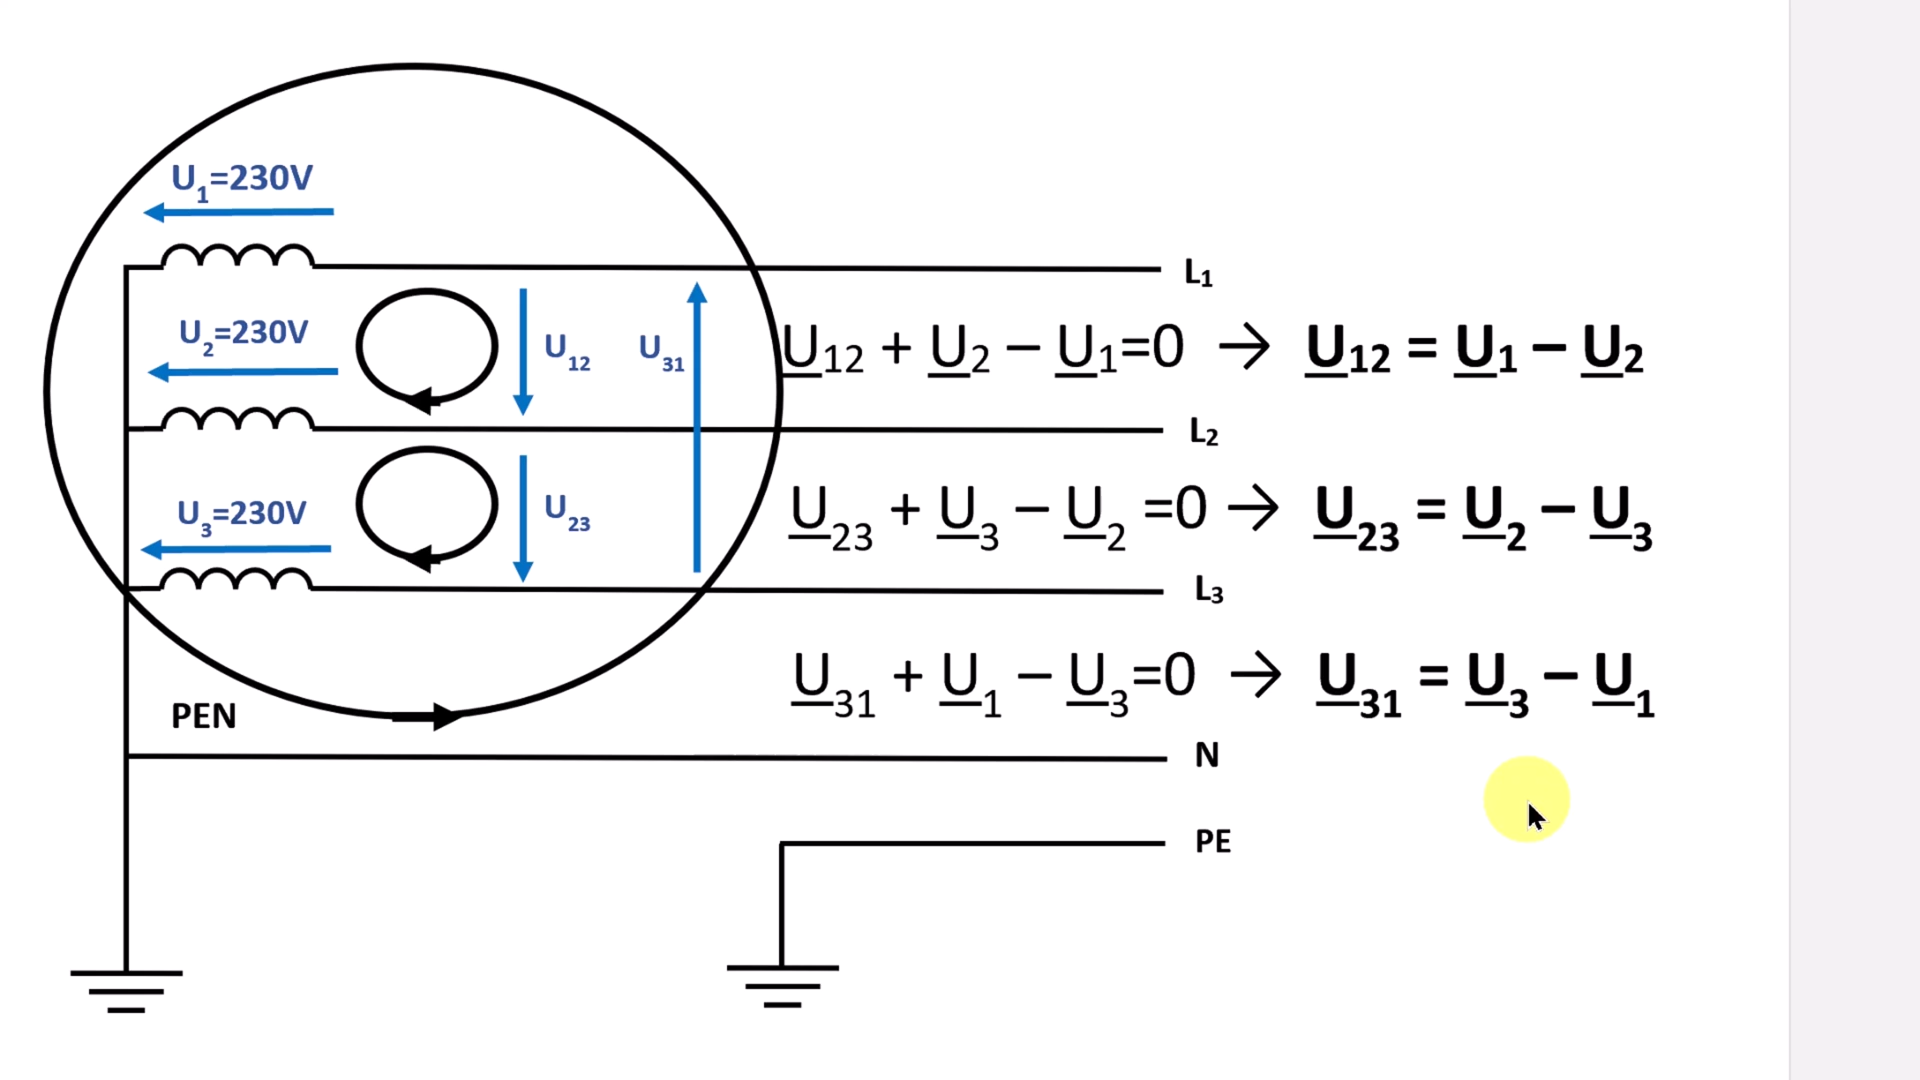 U₁=230V
L₁
U₂=230V
U₁₂
U₃₁
U₁₂ + U₂ − U₁=0 → U₁₂ = U₁ − U₂
L₂
U₃=230V
U₂₃
U₂₃ + U₃ − U₂ =0 → U₂₃ = U₂ − U₃
L₃
U₃₁ + U₁ − U₃=0 → U₃₁ = U₃ − U₁
PEN
N
PE